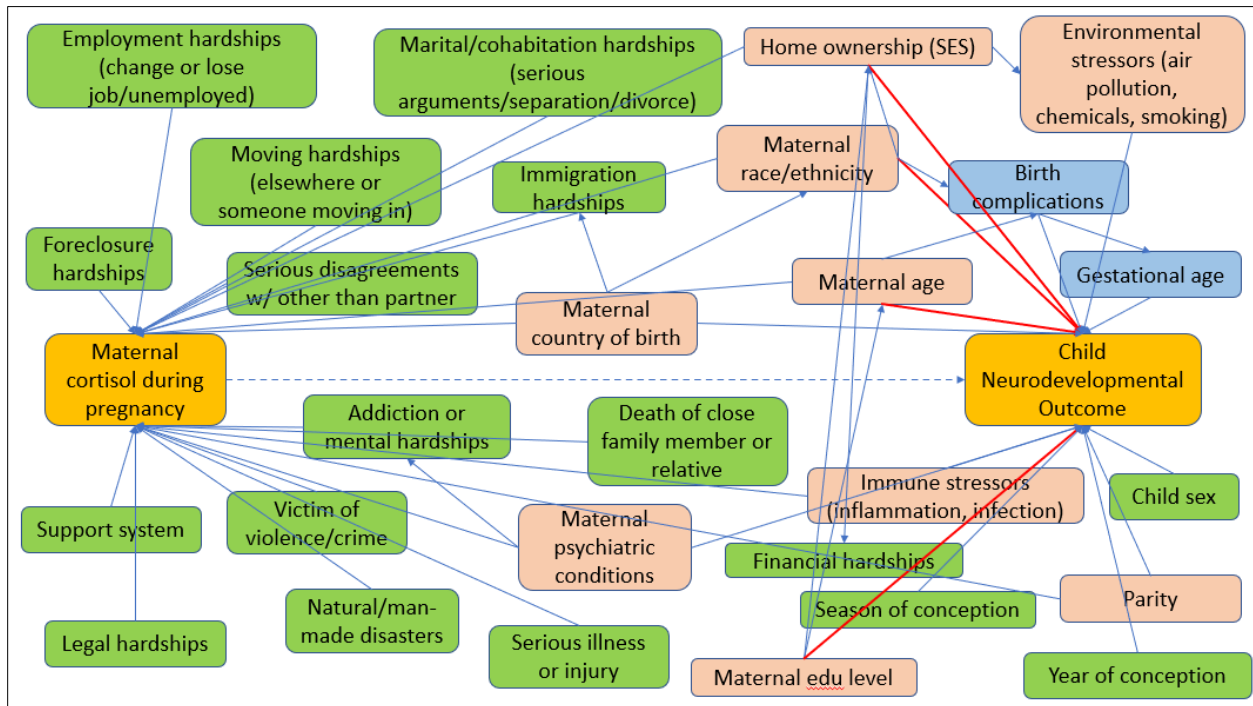 Employment hardships
(change or lose
job/unemployed)
Marital/cohabitation hardships
(serious
arguments/separation/divorce)
Home ownership (SES)
Environmental
stressors (air
pollution,
chemicals, smoking)
Moving hardships
(elsewhere or
someone moving in)
Immigration
hardships
Maternal
race/ethnicity
Birth
complications
Foreclosure
hardships
Serious disagreements
w/ other than partner
Maternal age
Gestational age
Maternal
country of birth
Maternal
cortisol during
pregnancy
Child
Neurodevelopmental
Outcome
Addiction or
mental hardships
Death of close
family member or
relative
Immune stressors
(inflammation, infection)
Child sex
Support system
Victim of
violence/crime
Maternal
psychiatric
conditions
Financial hardships
Season of conception
Parity
Legal hardships
Natural/man-
made disasters
Serious illness
or injury
Maternal edu level
Year of conception